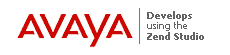 AVAYA
Develops
using the
Zend Studio